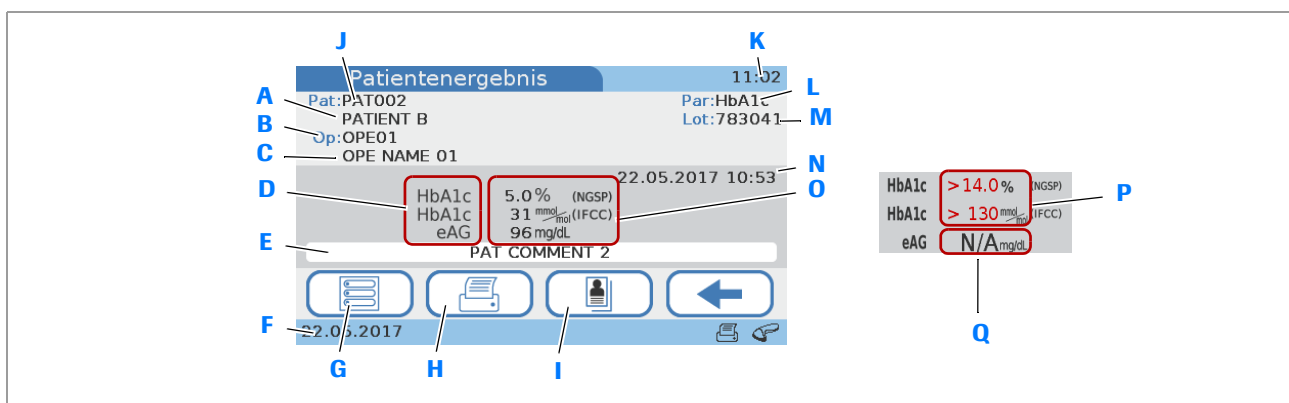 J
K
Patientenergebnis 11:02
L
A Pat:PAT002 Par:HbA1c
PATIENT B Lot:783041 M
B Op:OPE01
C OPE NAME 01
N
22.05.2017 10:53
D O
HbA1c 5.0% (NGSP)
HbA1c 31 mmol/mol (IFCC)
eAG 96 mg/dL
E PAT COMMENT 2
F 22.05.2017
G H I
HbA1c >14.0% (NGSP)
P
HbA1c > 130 mmol/mol (IFCC)
eAG N/A mg/dL
Q